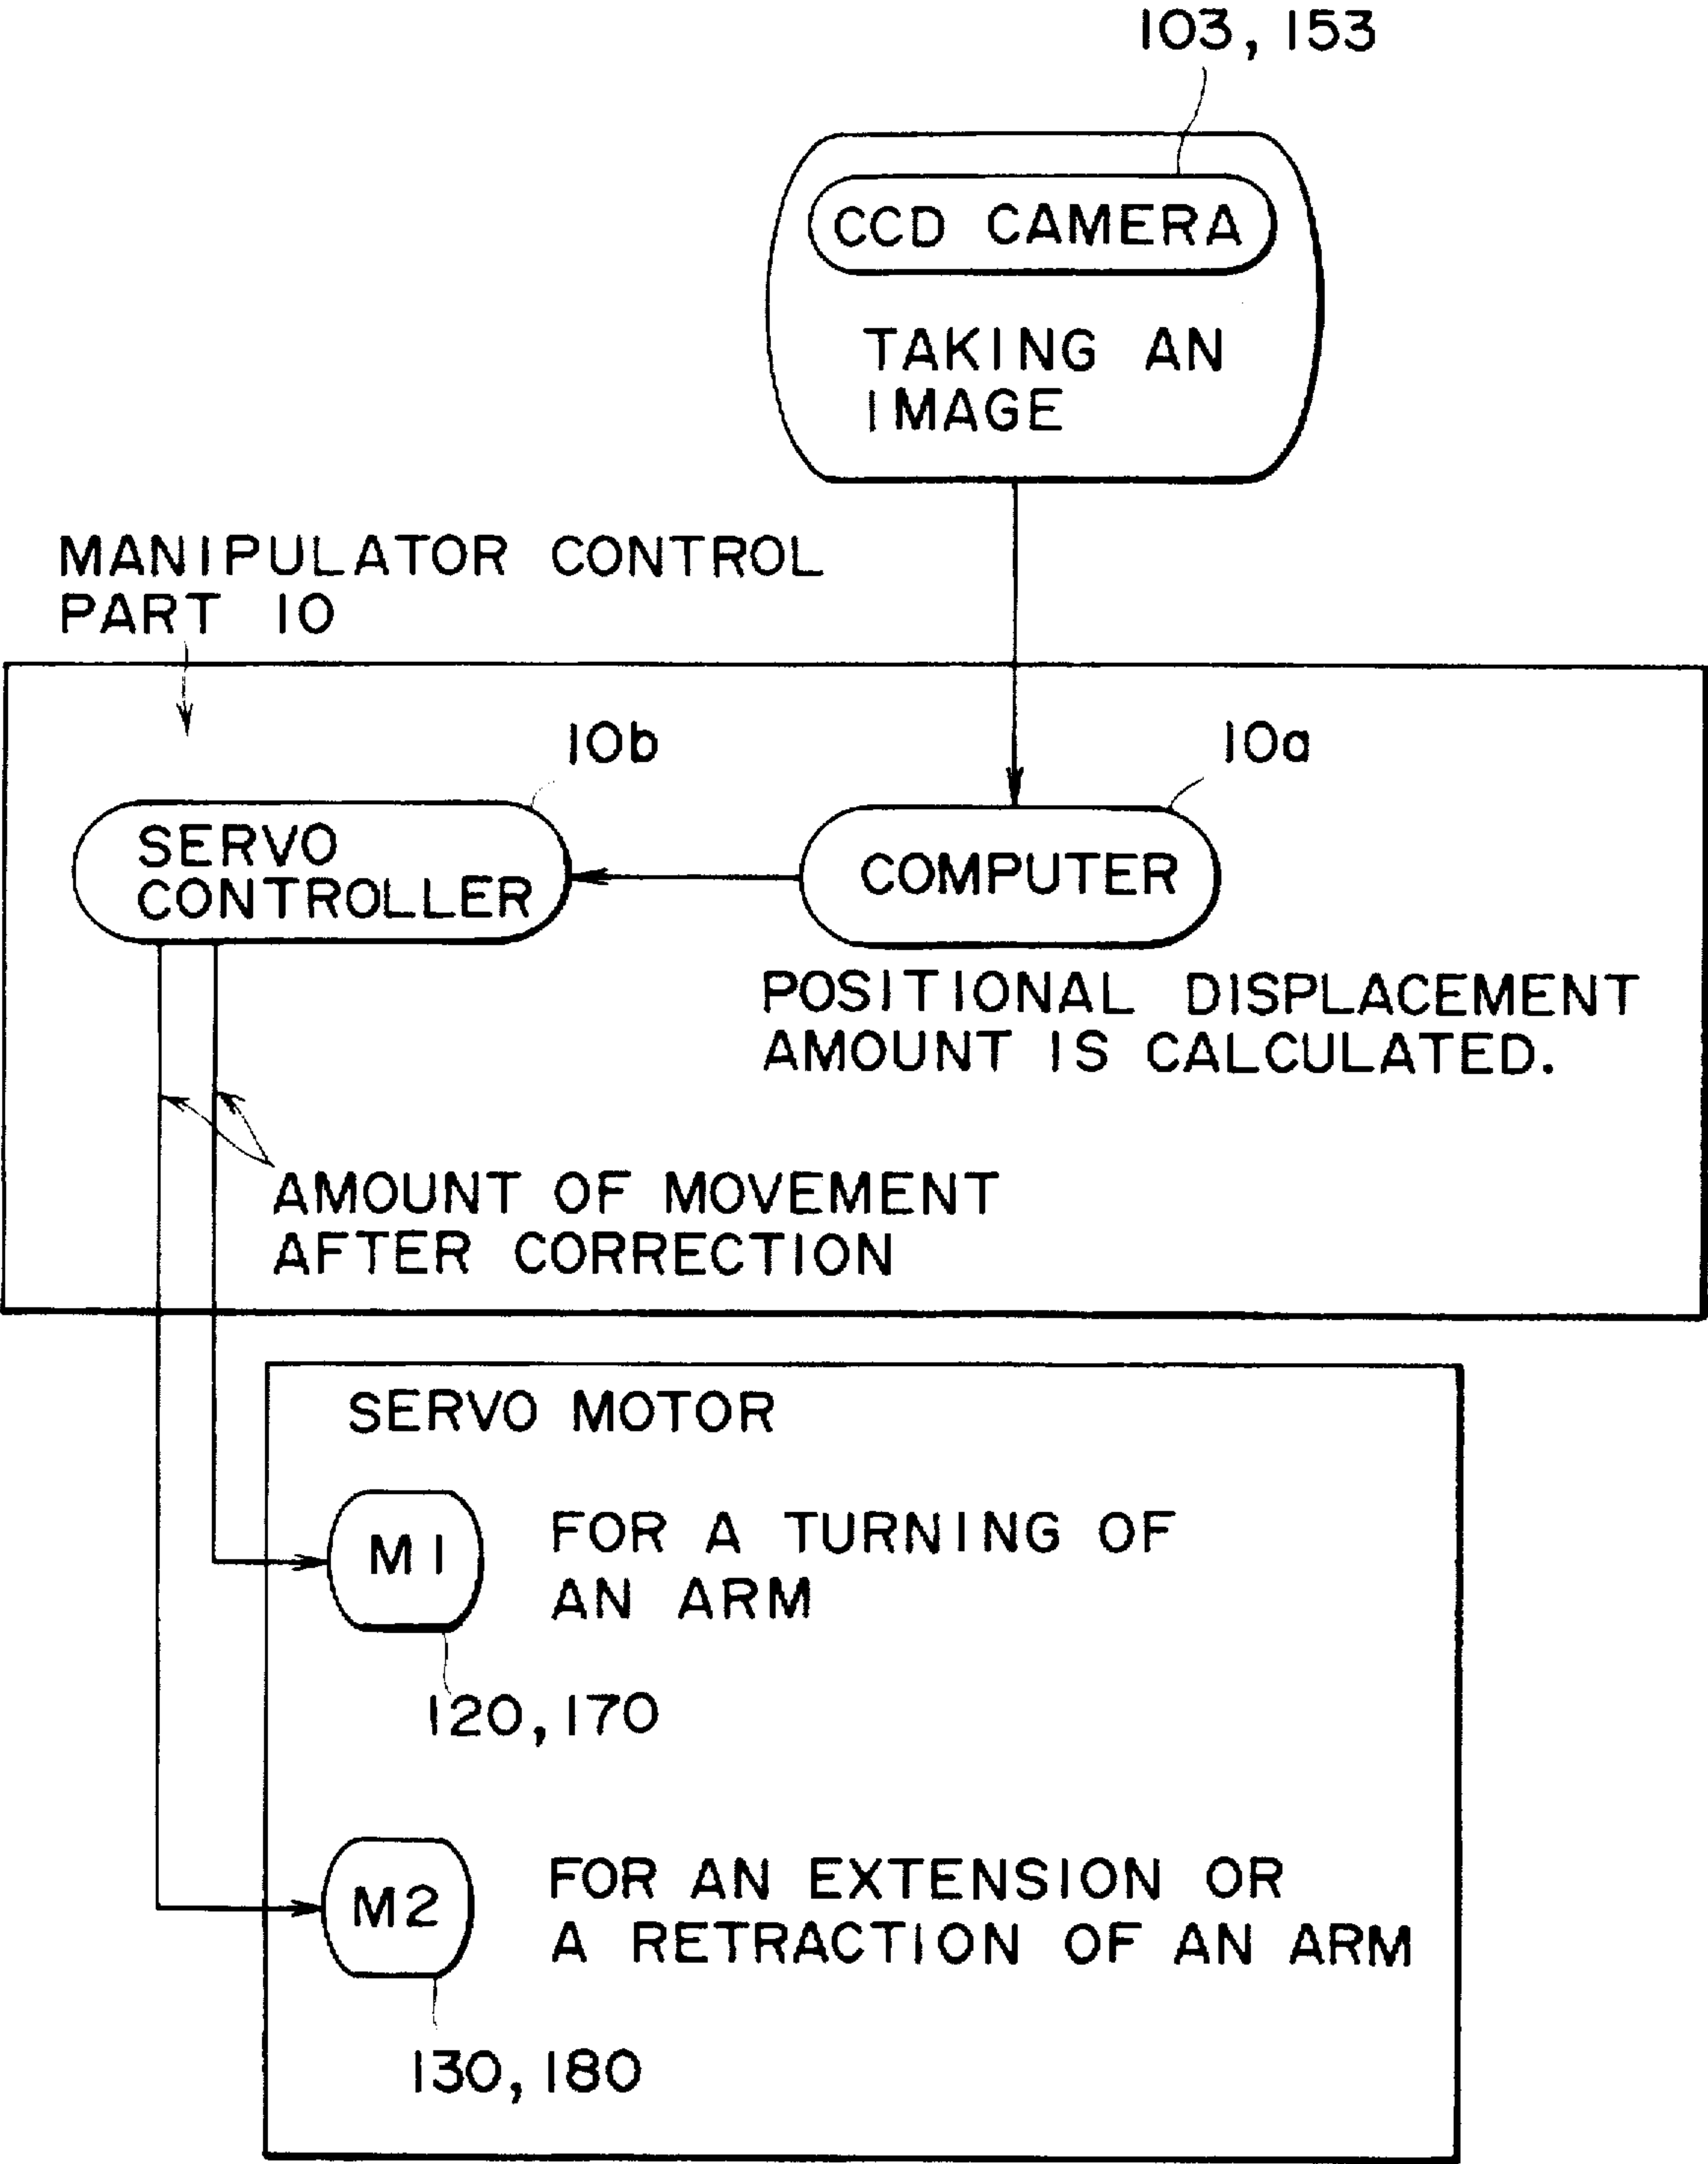 103, 153
CCD CAMERA
TAKING AN
IMAGE
MANIPULATOR CONTROL
PART 10
10b
10a
SERVO
CONTROLLER
COMPUTER
POSITIONAL DISPLACEMENT
AMOUNT IS CALCULATED.
AMOUNT OF MOVEMENT
AFTER CORRECTION
SERVO MOTOR
M1
FOR A TURNING OF
AN ARM
120, 170
M2
FOR AN EXTENSION OR
A RETRACTION OF AN ARM
130, 180